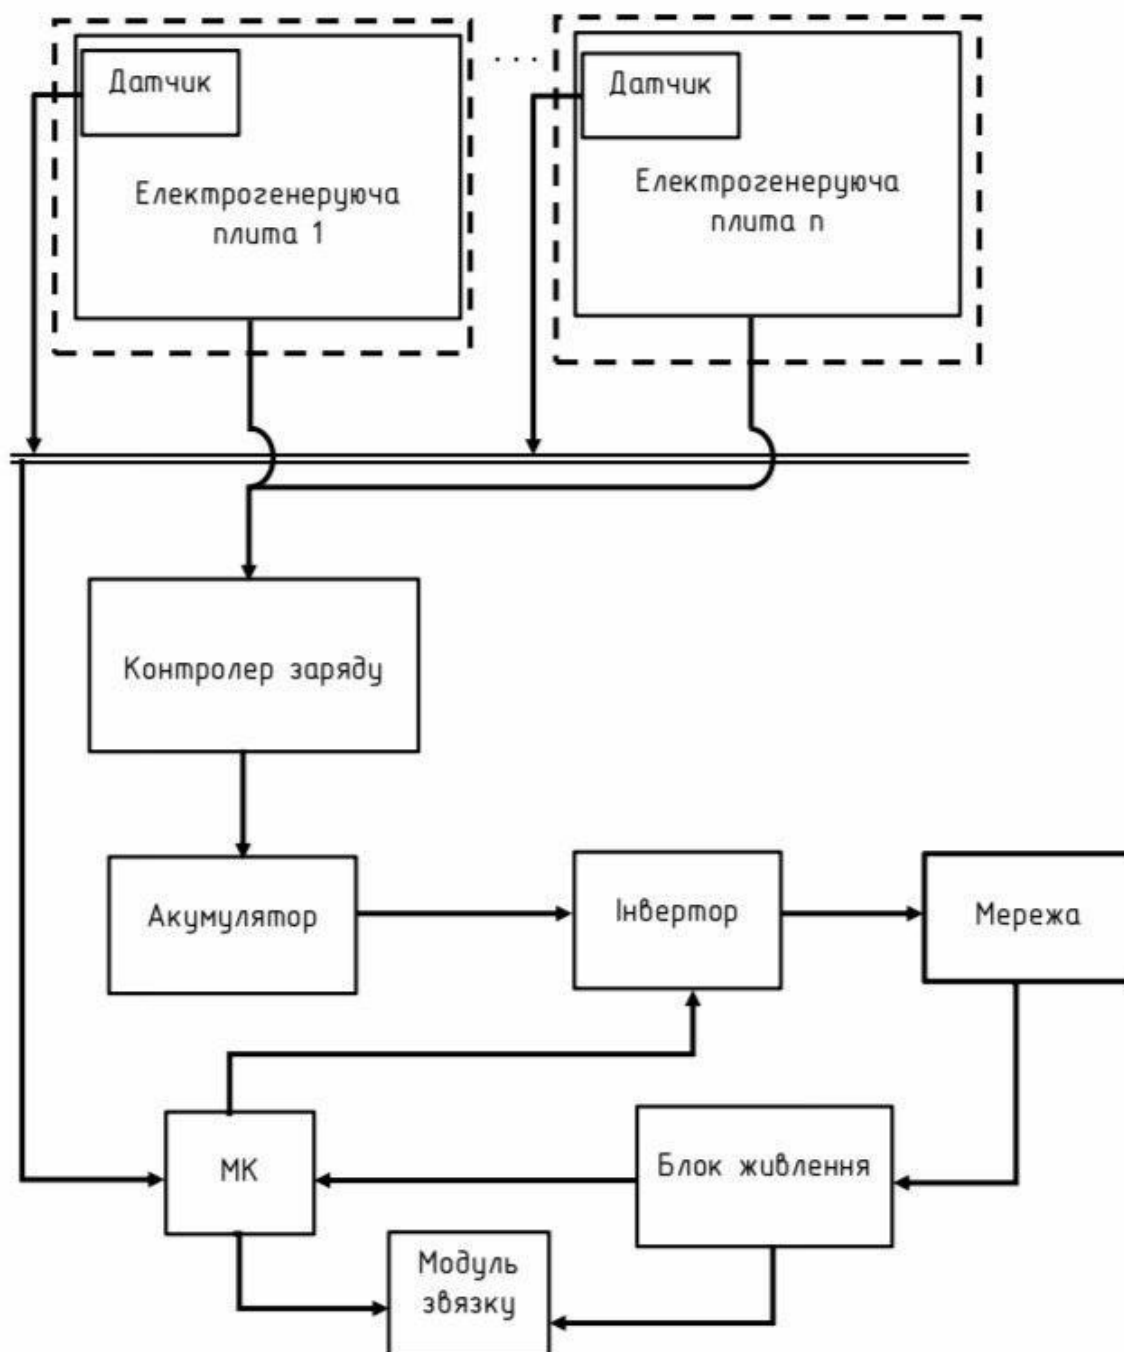 Датчик
Електрогенеруюча
плита 1
. . .
Датчик
Електрогенеруюча
плита n
Контролер заряду
Акумулятор
Інвертор
Мережа
МК
Блок живлення
Модуль
звязку